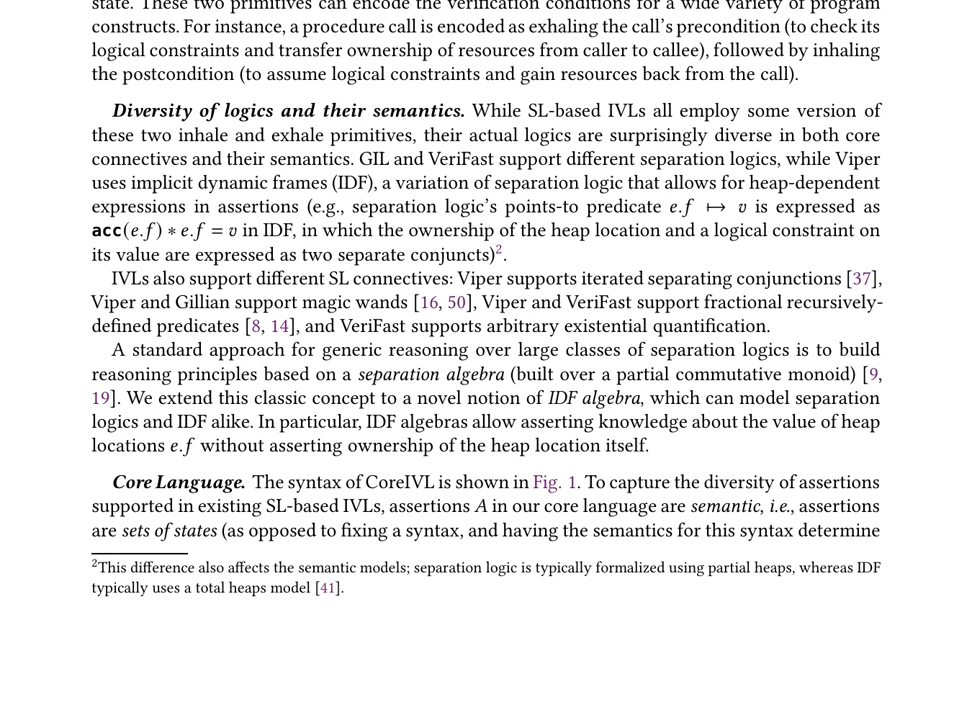 state. These two primitives can encode the verification conditions for a wide variety of program
constructs. For instance, a procedure call is encoded as exhaling the call's precondition (to check its
logical constraints and transfer ownership of resources from caller to callee), followed by inhaling
the postcondition (to assume logical constraints and gain resources back from the call).
Diversity of logics and their semantics. While SL-based IVLs all employ some version of
these two inhale and exhale primitives, their actual logics are surprisingly diverse in both core
connectives and their semantics. GIL and VeriFast support different separation logics, while Viper
uses implicit dynamic frames (IDF), a variation of separation logic that allows for heap-dependent
expressions in assertions (e.g., separation logic's points-to predicate e.f ↦ v is expressed as
acc(e.f) ∗ e.f = v in IDF, in which the ownership of the heap location and a logical constraint on
its value are expressed as two separate conjuncts)2.
IVLs also support different SL connectives: Viper supports iterated separating conjunctions [37],
Viper and Gillian support magic wands [16, 50], Viper and VeriFast support fractional recursively-
defined predicates [8, 14], and VeriFast supports arbitrary existential quantification.
A standard approach for generic reasoning over large classes of separation logics is to build
reasoning principles based on a separation algebra (built over a partial commutative monoid) [9,
19]. We extend this classic concept to a novel notion of IDF algebra, which can model separation
logics and IDF alike. In particular, IDF algebras allow asserting knowledge about the value of heap
locations e.f without asserting ownership of the heap location itself.
Core Language. The syntax of CoreIVL is shown in Fig. 1. To capture the diversity of assertions
supported in existing SL-based IVLs, assertions A in our core language are semantic, i.e., assertions
are sets of states (as opposed to fixing a syntax, and having the semantics for this syntax determine
2This difference also affects the semantic models; separation logic is typically formalized using partial heaps, whereas IDF
typically uses a total heaps model [41].